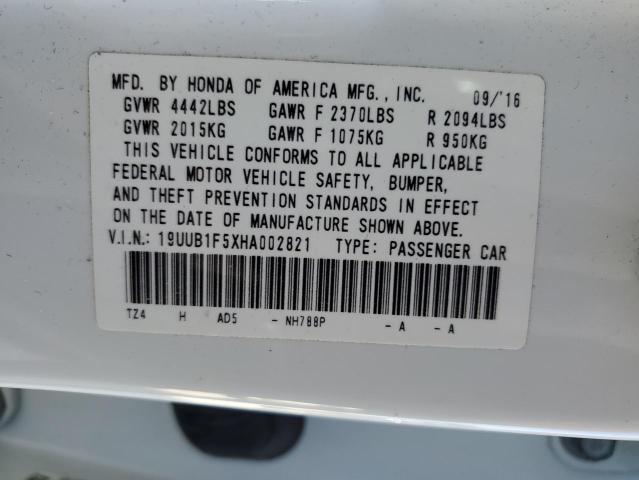 MFD. BY HONDA OF AMERICA MFG., INC. 09/'16
GVWR 4442LBS GAWR F 2370LBS R 2094LBS
GVWR 2015KG GAWR F 1075KG R 950KG
THIS VEHICLE CONFORMS TO ALL APPLICABLE
FEDERAL MOTOR VEHICLE SAFETY, BUMPER,
AND THEFT PREVENTION STANDARDS IN EFFECT
ON THE DATE OF MANUFACTURE SHOWN ABOVE.
V.I.N.: 19UUB1F5XHA002821 TYPE: PASSENGER CAR
TZ4 H AD5 - NH788P - A - A